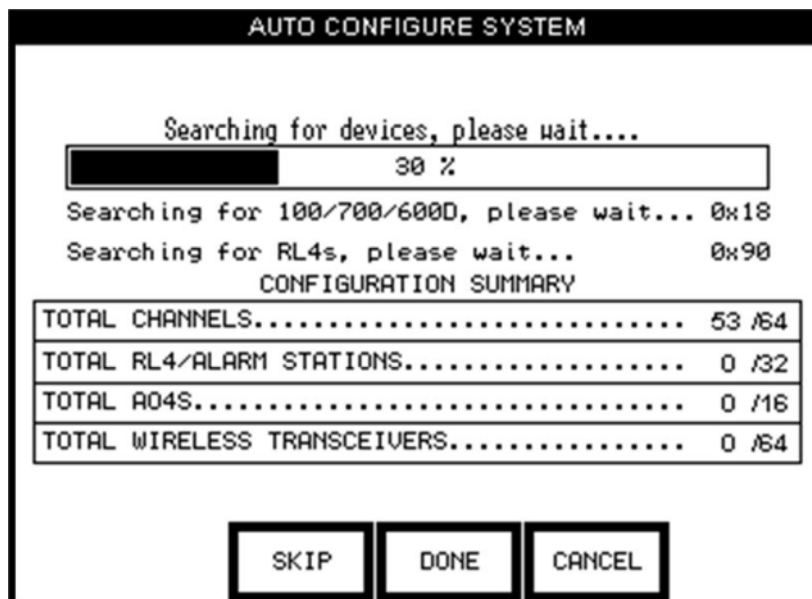 AUTO CONFIGURE SYSTEM
Searching for devices, please wait....
30 %
Searching for 100/700/600D, please wait... 0x18
Searching for RL4s, please wait... 0x90
CONFIGURATION SUMMARY
TOTAL CHANNELS............................. 53 /64
TOTAL RL4/ALARM STATIONS................... 0 /32
TOTAL AO4S................................. 0 /16
TOTAL WIRELESS TRANSCEIVERS................ 0 /64
SKIP DONE CANCEL